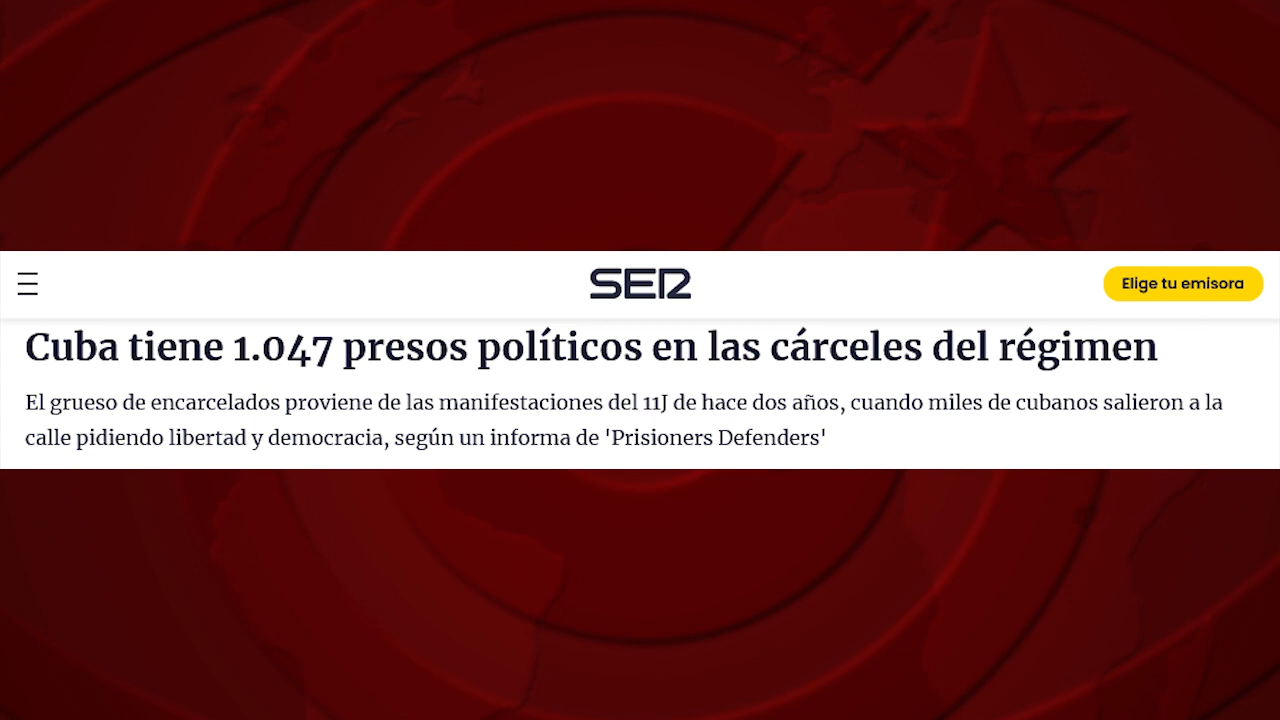 SER
Elige tu emisora
Cuba tiene 1.047 presos políticos en las cárceles del régimen
El grueso de encarcelados proviene de las manifestaciones del 11J de hace dos años, cuando miles de cubanos salieron a la
calle pidiendo libertad y democracia, según un informa de 'Prisioners Defenders'